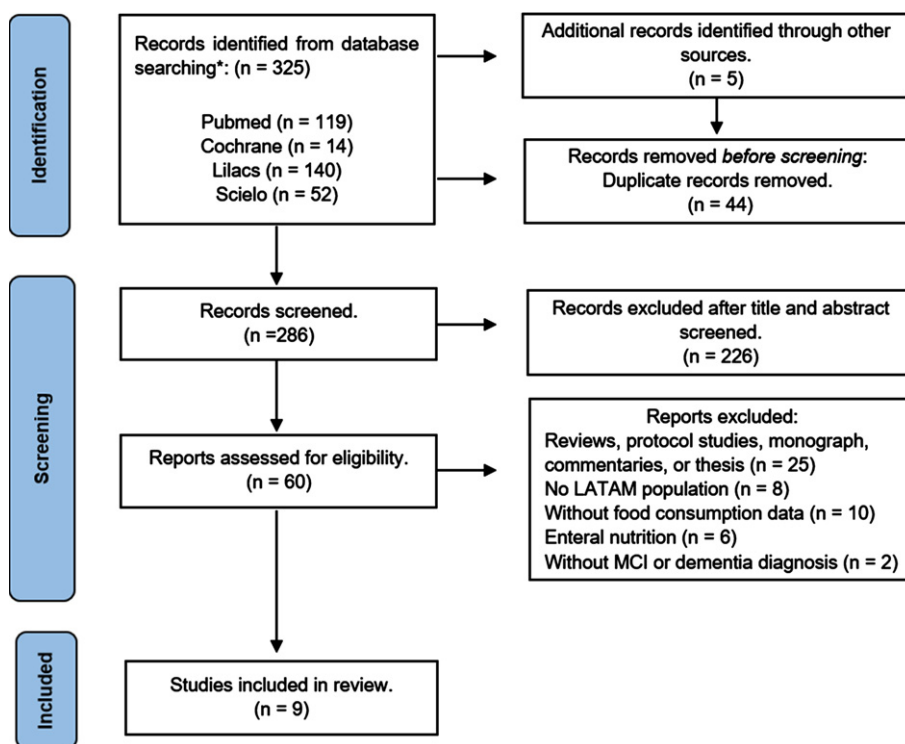 Identification
Records identified from database
searching*: (n = 325)
Pubmed (n = 119)
Cochrane (n = 14)
Lilacs (n = 140)
Scielo (n = 52)
Additional records identified through other
sources.
(n = 5)
Records removed before screening:
Duplicate records removed.
(n = 44)
Screening
Records screened.
(n =286)
Records excluded after title and abstract
screened.
(n = 226)
Reports assessed for eligibility.
(n = 60)
Reports excluded:
Reviews, protocol studies, monograph,
commentaries, or thesis (n = 25)
No LATAM population (n = 8)
Without food consumption data (n = 10)
Enteral nutrition (n = 6)
Without MCI or dementia diagnosis (n = 2)
Included
Studies included in review.
(n = 9)